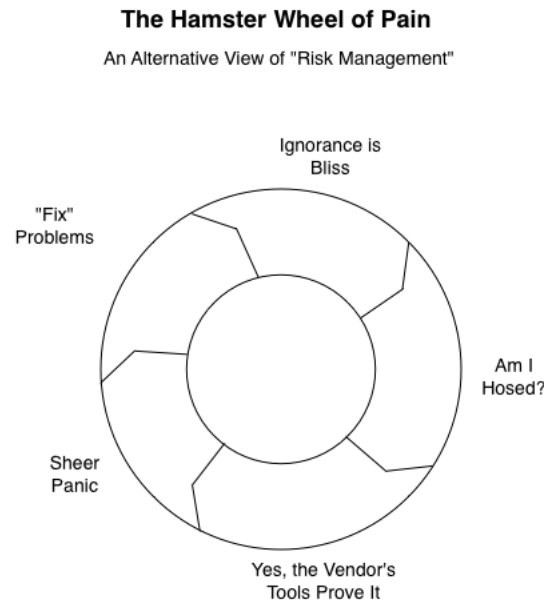 The Hamster Wheel of Pain
An Alternative View of "Risk Management"
Ignorance is
Bliss
Am I
Hosed?
Yes, the Vendor's
Tools Prove It
Sheer
Panic
"Fix"
Problems